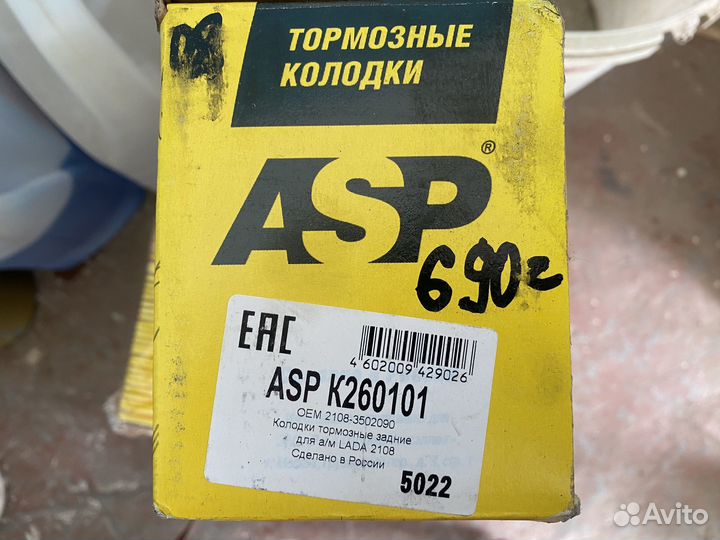 ТОРМОЗНЫЕ
КОЛОДКИ
ASP®
690=
EAC
4 602009 429026
ASP K260101
OEM 2108-3502090
Колодки тормозные задние
для а/м LADA 2108
Сделано в России
5022
Avito